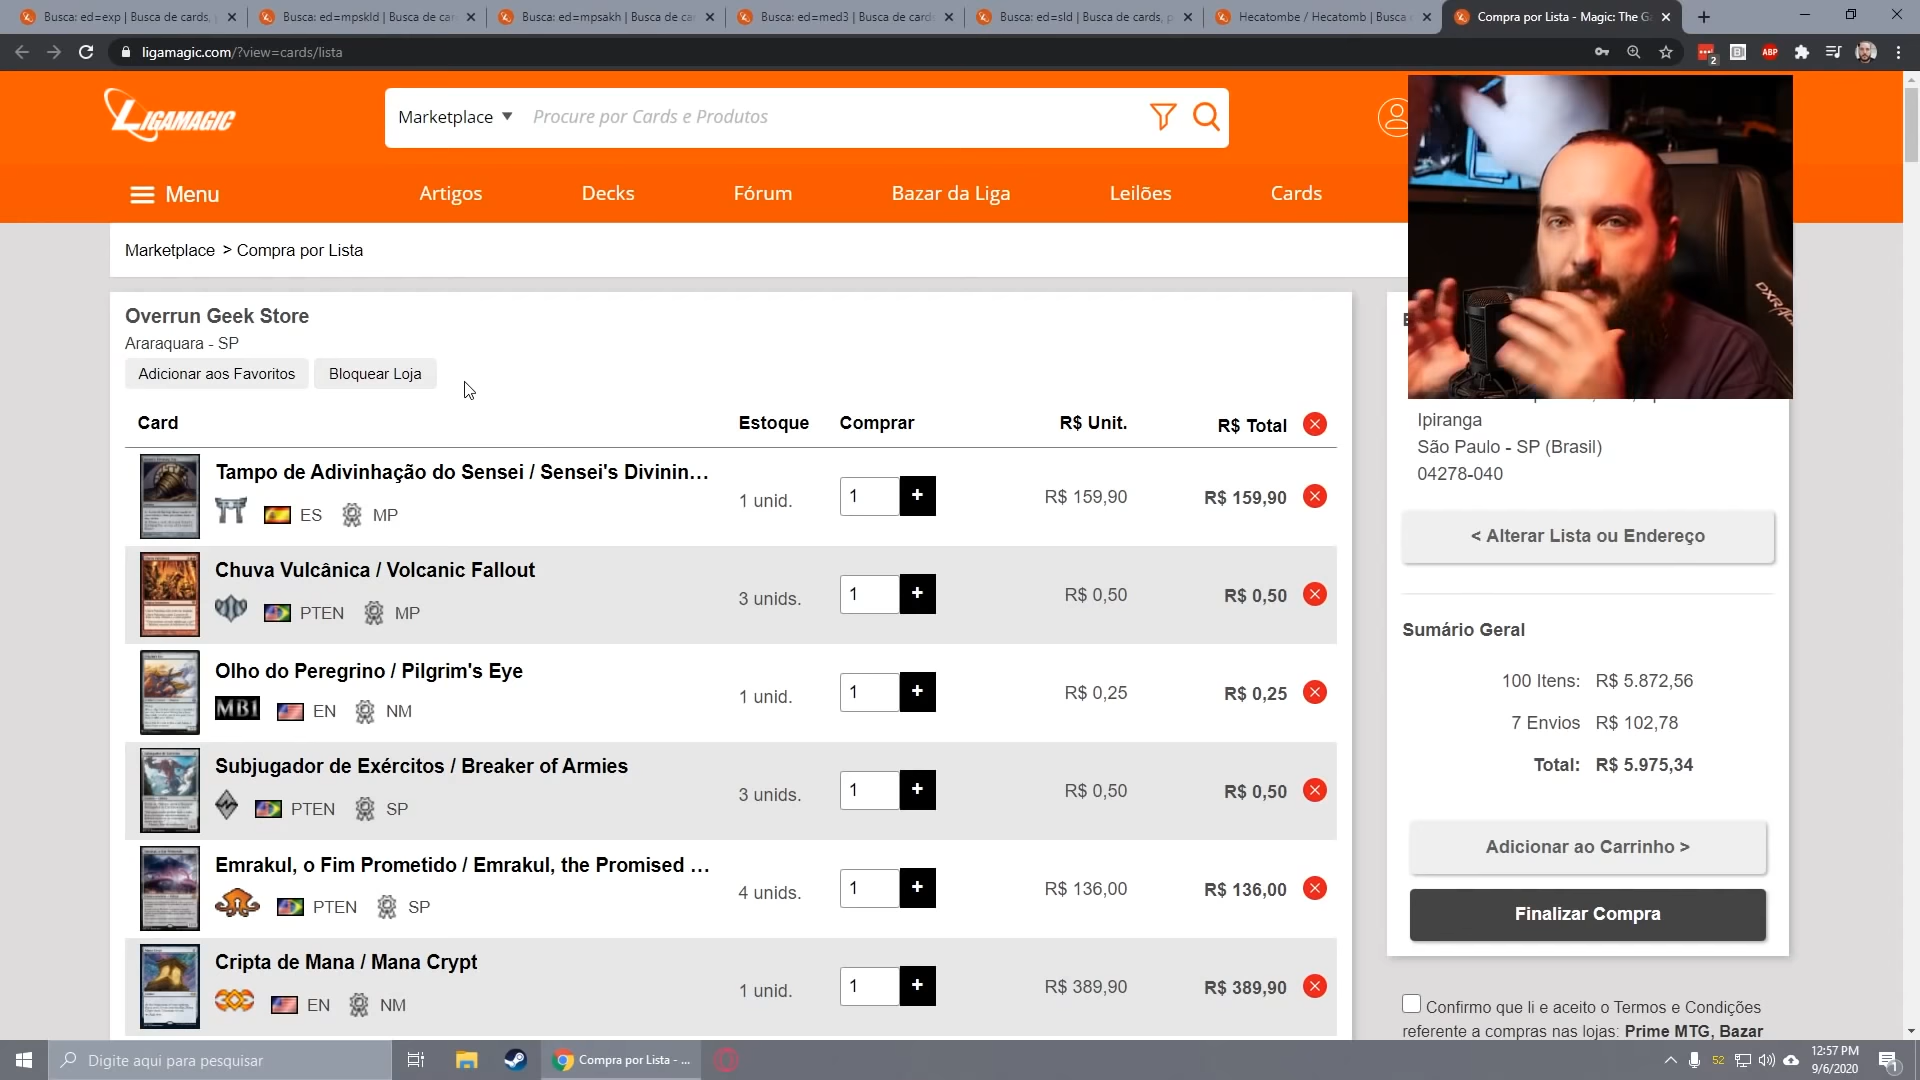 Busca: ed=exp | Busca de cards,
Busca: ed=mpskld | Busca de car
Busca: ed=mpsakh | Busca de ca
Busca: ed=med3 | Busca de card
Busca: ed=sld | Busca de cards, p
Hecatombe / Hecatomb | Busca
Compra por Lista - Magic: The G
ligamagic.com/?view=cards/lista
2
ABP
LIGAMAGIC
Marketplace
Procure por Cards e Produtos
Menu
Artigos
Decks
Fórum
Bazar da Liga
Leilões
Cards
Marketplace > Compra por Lista
Overrun Geek Store
Araraquara - SP
Adicionar aos Favoritos
Bloquear Loja
Card Estoque Comprar R$ Unit. R$ Total
Tampo de Adivinhação do Sensei / Sensei's Divinin...
ES MP
1 unid. 1 + R$ 159,90 R$ 159,90
Chuva Vulcânica / Volcanic Fallout
PTEN MP
3 unids. 1 + R$ 0,50 R$ 0,50
Olho do Peregrino / Pilgrim's Eye
MB1 EN NM
1 unid. 1 + R$ 0,25 R$ 0,25
Subjugador de Exércitos / Breaker of Armies
PTEN SP
3 unids. 1 + R$ 0,50 R$ 0,50
Emrakul, o Fim Prometido / Emrakul, the Promised ...
PTEN SP
4 unids. 1 + R$ 136,00 R$ 136,00
Cripta de Mana / Mana Crypt
EN NM
1 unid. 1 + R$ 389,90 R$ 389,90
Ipiranga
São Paulo - SP (Brasil)
04278-040
< Alterar Lista ou Endereço
Sumário Geral
100 Itens: R$ 5.872,56
7 Envios R$ 102,78
Total: R$ 5.975,34
Adicionar ao Carrinho >
Finalizar Compra
Confirmo que li e aceito o Termos e Condições
referente a compras nas lojas: Prime MTG, Bazar
Digite aqui para pesquisar
Compra por Lista - ...
52
12:57 PM
9/6/2020
1